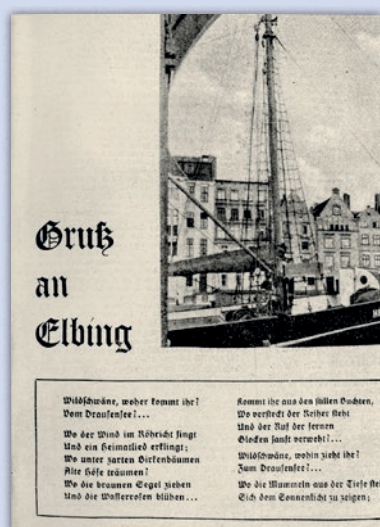 Gruß
an
Elbing
Wildschwäne, woher kommt ihr?
Vom Drausensee?...
Wo der Wind im Röhricht singt
Und ein Heimatlied erklingt;
Wo unter zarten Birkenbäumen
Alte Höfe träumen?
Wo die braunen Segel ziehen
Und die Wasserrosen blühen...
Kommt ihr aus den stillen Buchten,
Wo versteckt der Reiher steht
Und der Ruf der fernen
Glocken sanft verweht?...
Wildschwäne, wohin zieht ihr?
Zum Drausensee?...
Wo die Mummeln aus der Tiefe
Sich dem Sonnenlicht zu zeigen;